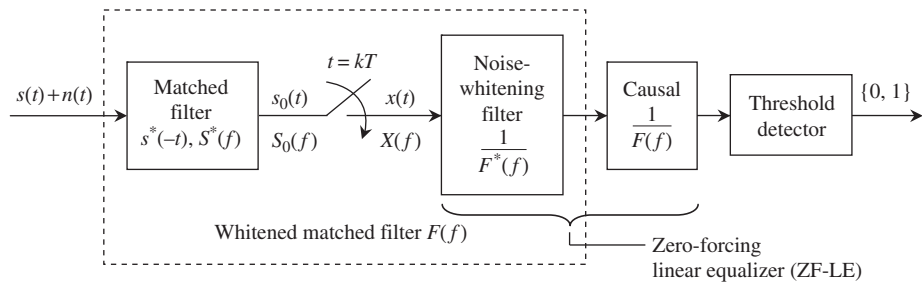 s(t)+n(t)
Matched
filter
s*(−t), S*(f)
s₀(t)
S₀(f)
t = kT
x(t)
X(f)
Noise-
whitening
filter
1
F*(f)
Causal
1
F(f)
Threshold
detector
{0, 1}
Whitened matched filter F(f)
Zero-forcing
linear equalizer (ZF-LE)